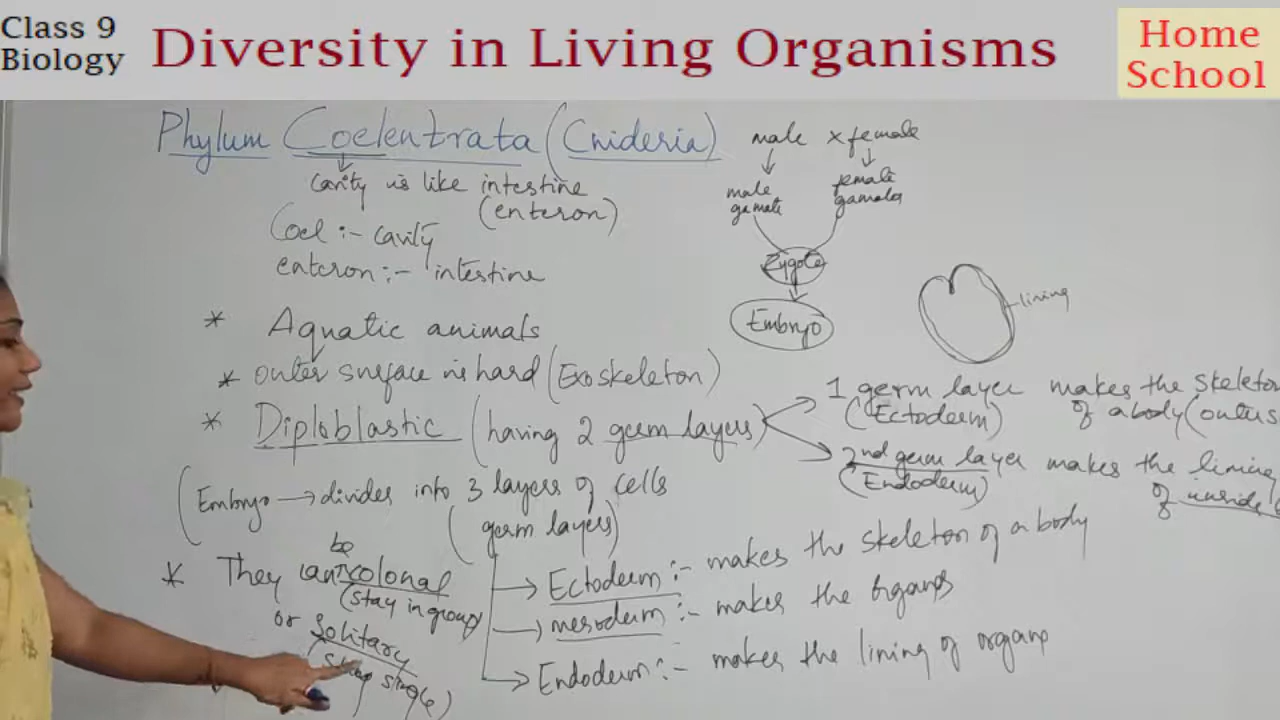 Class 9
Biology
Diversity in Living Organisms
Home
School
Phylum Coelentrata (Cnideria)
cavity is like intestine
(enteron)
Coel :- cavity
enteron :- intestine
* Aquatic animals
* outer surface is hard (Exoskeleton)
* Diploblastic (having 2 germ layers)
1 germ layer makes the skeleton
(Ectoderm) of a body (outer s
2nd germ layer makes the lining
(Endoderm) of inside
(Embryo → divides into 3 layers of cells
(germ layers)
* They can be colonal
(stay in group)
or Solitary
single)
Ectoderm :- makes the skeleton of a body
mesoderm :- makes the organs
Endoderm :- makes the lining of organs
male x female
male
gamate
female
gamate
Zygote
Embryo
lining